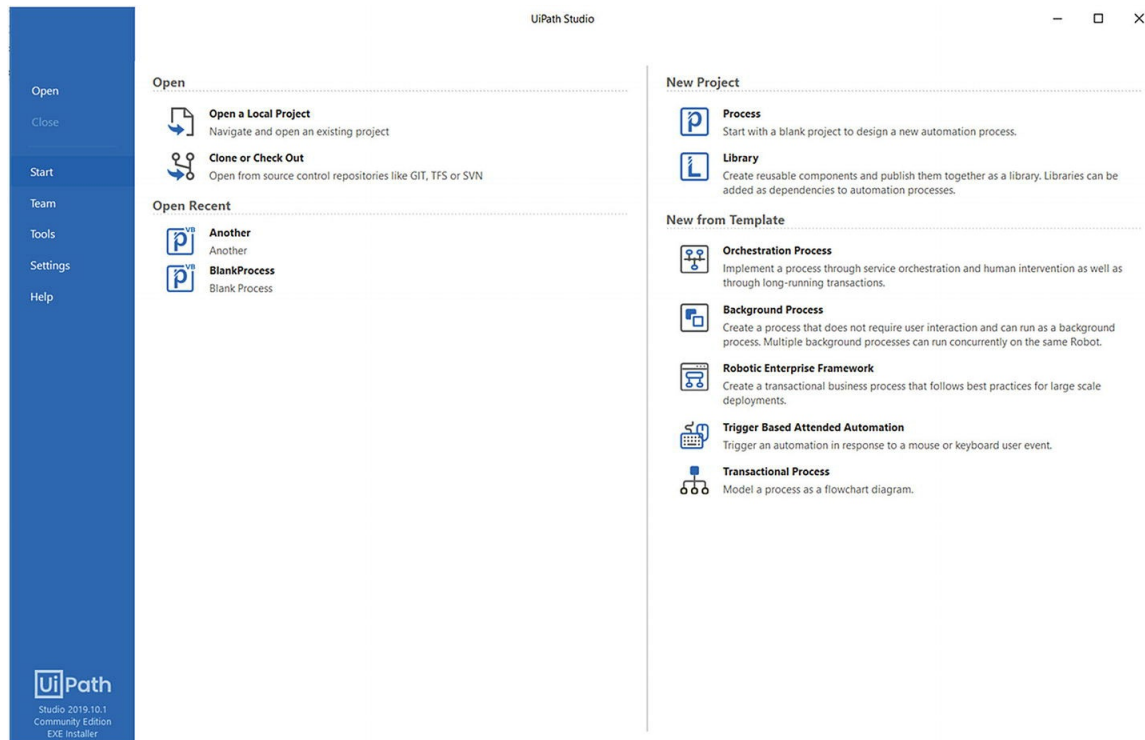 UiPath Studio
Open
Close
Start
Team
Tools
Settings
Help
UiPath
Studio 2019.10.1
Community Edition
EXE Installer
Open
Open a Local Project
Navigate and open an existing project
Clone or Check Out
Open from source control repositories like GIT, TFS or SVN
Open Recent
VB
Another
Another
VB
BlankProcess
Blank Process
New Project
Process
Start with a blank project to design a new automation process.
Library
Create reusable components and publish them together as a library. Libraries can be
added as dependencies to automation processes.
New from Template
Orchestration Process
Implement a process through service orchestration and human intervention as well as
through long-running transactions.
Background Process
Create a process that does not require user interaction and can run as a background
process. Multiple background processes can run concurrently on the same Robot.
Robotic Enterprise Framework
Create a transactional business process that follows best practices for large scale
deployments.
Trigger Based Attended Automation
Trigger an automation in response to a mouse or keyboard user event.
Transactional Process
Model a process as a flowchart diagram.